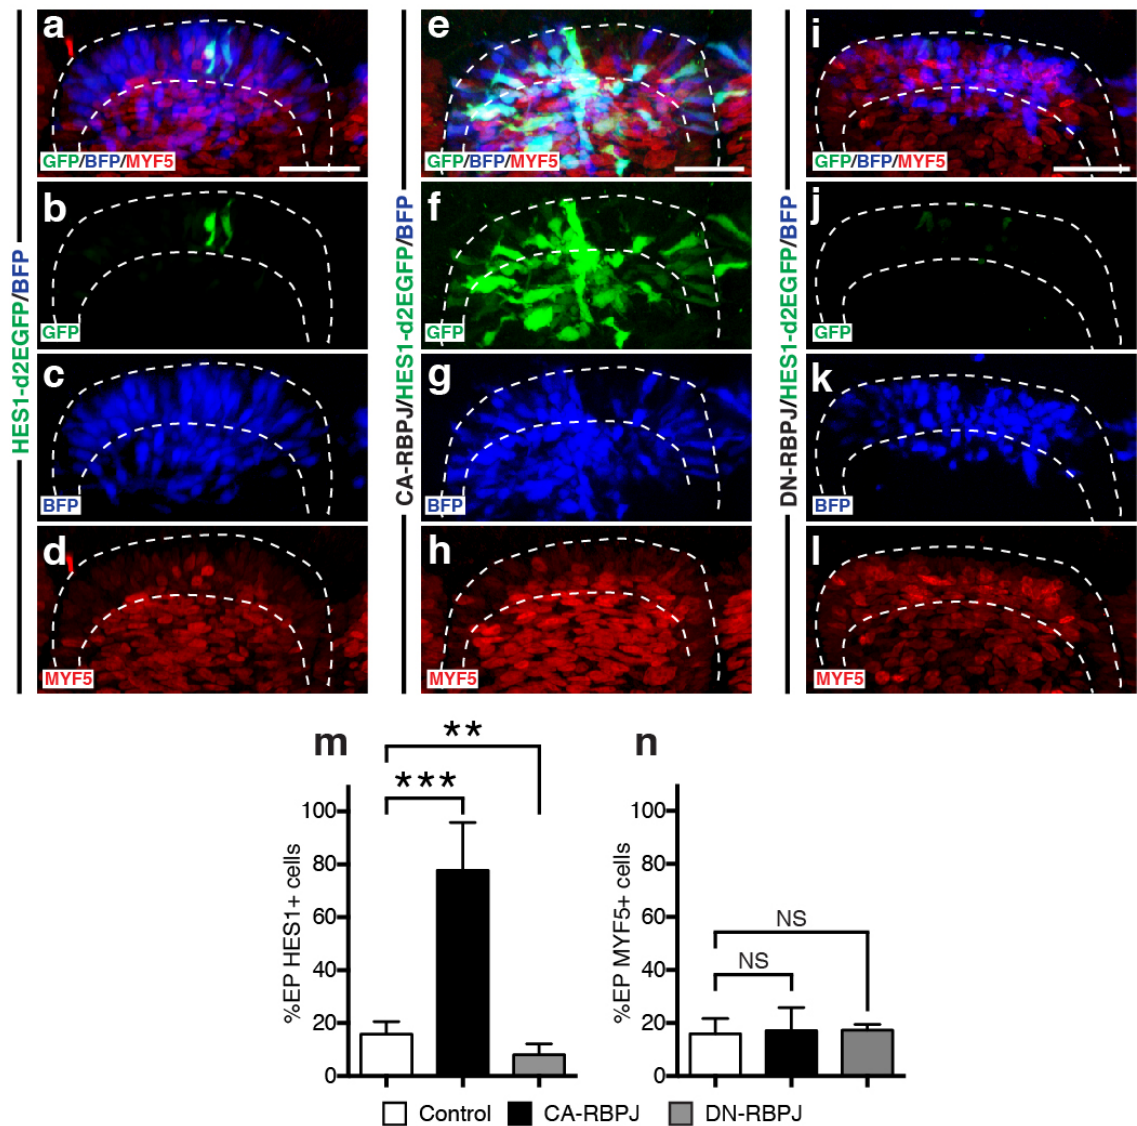 HES1-d2EGFP/BFP
a
GFP/BFP/MYF5
b
GFP
c
BFP
d
MYF5
CA-RBPJ/HES1-d2EGFP/BFP
e
GFP/BFP/MYF5
f
GFP
g
BFP
h
MYF5
DN-RBPJ/HES1-d2EGFP/BFP
i
GFP/BFP/MYF5
j
GFP
k
BFP
l
MYF5
m
**
***
%EP HES1+ cells
100
80
60
40
20
0
n
NS
NS
%EP MYF5+ cells
100
80
60
40
20
0
Control CA-RBPJ DN-RBPJ